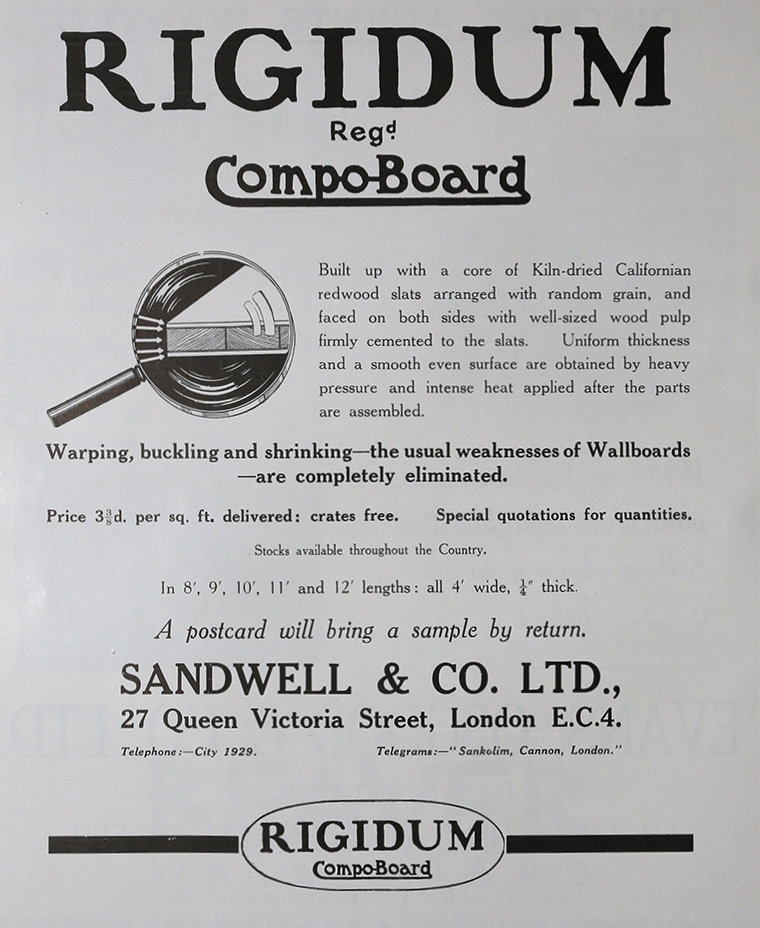 RIGIDUM
Regd
Compo-Board
Built up with a core of Kiln-dried Californian
redwood slats arranged with random grain, and
faced on both sides with well-sized wood pulp
firmly cemented to the slats. Uniform thickness
and a smooth even surface are obtained by heavy
pressure and intense heat applied after the parts
are assembled.
Warping, buckling and shrinking—the usual weaknesses of Wallboards
—are completely eliminated.
Price 3⅜d. per sq. ft. delivered: crates free. Special quotations for quantities.
Stocks available throughout the Country.
In 8′, 9′, 10′, 11′ and 12′ lengths: all 4′ wide, ¼″ thick.
A postcard will bring a sample by return.
SANDWELL & CO. LTD.,
27 Queen Victoria Street, London E.C.4.
Telephone:—City 1929. Telegrams:—“Sankolim, Cannon, London.”
RIGIDUM
Compo-Board